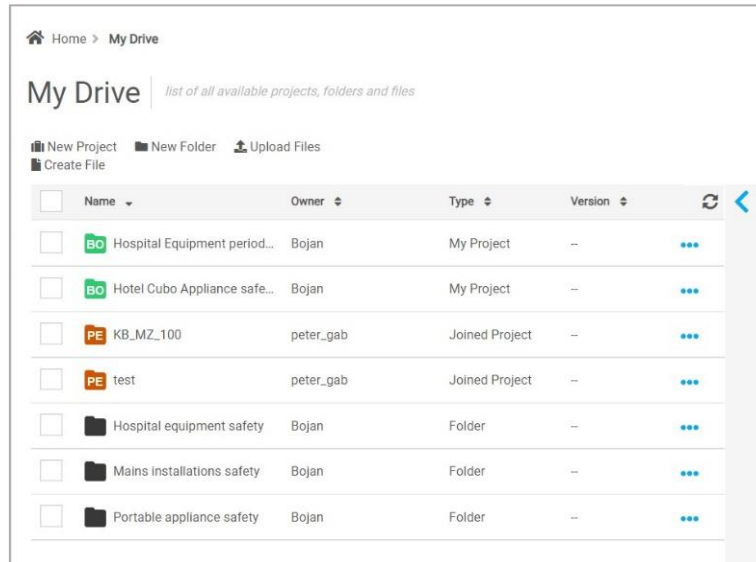 Home > My Drive
My Drive list of all available projects, folders and files
New Project New Folder Upload Files
Create File
Name Owner Type Version
BO Hospital Equipment period... Bojan My Project --
BO Hotel Cubo Appliance safe... Bojan My Project --
PE KB_MZ_100 peter_gab Joined Project --
PE test peter_gab Joined Project --
Hospital equipment safety Bojan Folder --
Mains installations safety Bojan Folder --
Portable appliance safety Bojan Folder --